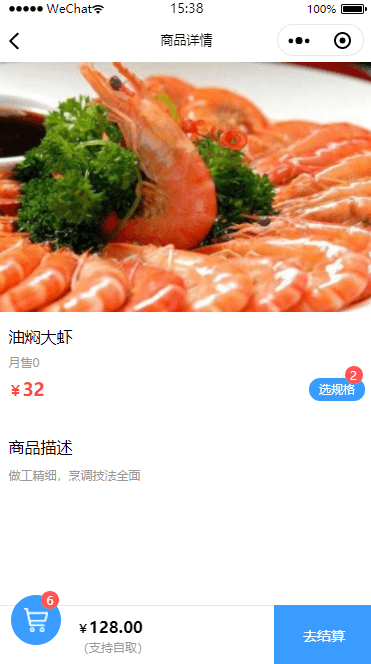 WeChat 15:38 100%
商品详情
油焖大虾
月售0
¥32
选规格 2
商品描述
做工精细，烹调技法全面
6
¥128.00
(支持自取)
去结算